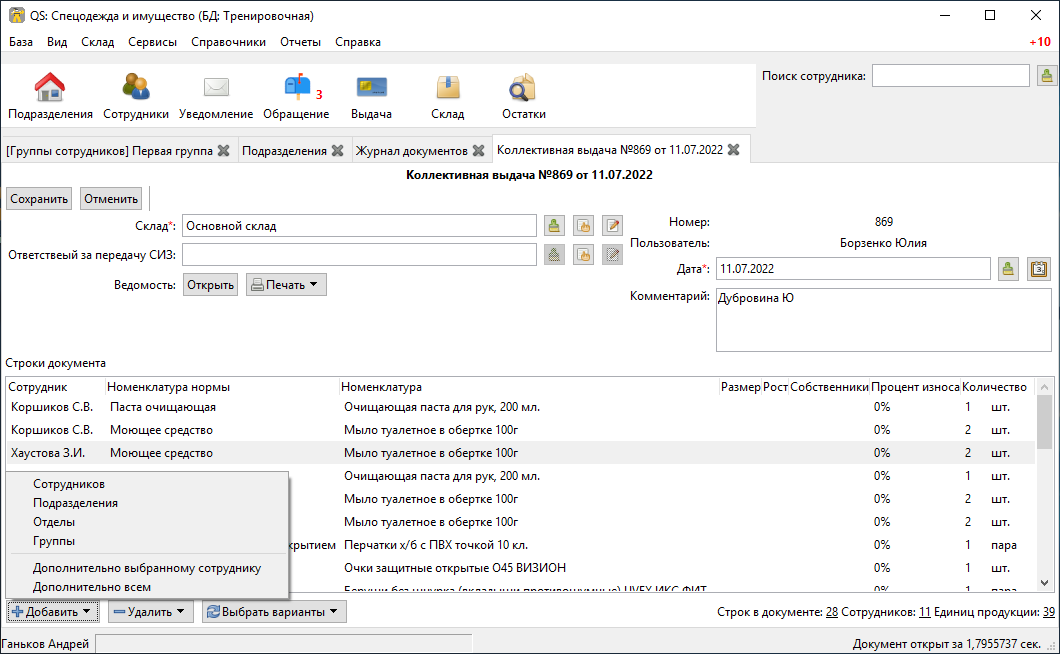 QS: Спецодежда и имущество (БД: Тренировочная)
База Вид Склад Сервисы Справочники Отчеты Справка +10
Поиск сотрудника:
3
Подразделения Сотрудники Уведомление Обращение Выдача Склад Остатки
[Группы сотрудников] Первая группа Подразделения Журнал документов Коллективная выдача №869 от 11.07.2022
Коллективная выдача №869 от 11.07.2022
Сохранить Отменить
Склад*: Основной склад Номер: 869
Ответствеый за передачу СИЗ: Пользователь: Борзенко Юлия
Дата*: 11.07.2022
Ведомость: Открыть Печать
Комментарий: Дубровина Ю
Строки документа
Сотрудник Номенклатура нормы Номенклатура Размер Рост Собственники Процент износа Количество
Коршиков С.В. Паста очищающая Очищающая паста для рук, 200 мл. 0% 1 шт.
Коршиков С.В. Моющее средство Мыло туалетное в обертке 100г 0% 2 шт.
Хаустова З.И. Моющее средство Мыло туалетное в обертке 100г 0% 2 шт.
Очищающая паста для рук, 200 мл. 0% 1 шт.
Мыло туалетное в обертке 100г 0% 2 шт.
Мыло туалетное в обертке 100г 0% 2 шт.
крытием Перчатки х/б с ПВХ точкой 10 кл. 0% 1 пара
Очки защитные открытые О45 ВИЗИОН 0% 1 шт.
Сотрудников
Подразделения
Отделы
Группы
Дополнительно выбранному сотруднику
Дополнительно всем
Добавить Удалить Выбрать варианты Строк в документе: 28 Сотрудников: 11 Единиц продукции: 39
Ганьков Андрей Документ открыт за 1,7955737 сек.